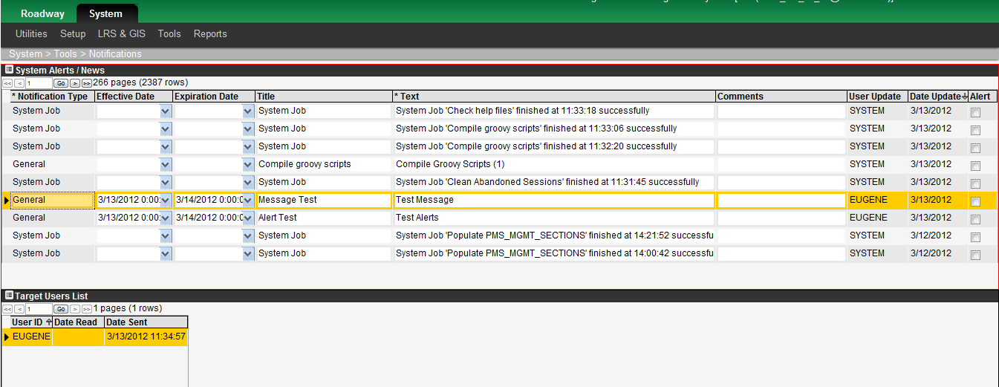 Roadway System
Utilities Setup LRS & GIS Tools Reports
System > Tools > Notifications
System Alerts / News
<< < 1 Go > >> 266 pages (2387 rows)
* Notification Type Effective Date Expiration Date Title * Text Comments User Update Date Update Alert
System Job System Job System Job 'Check help files' finished at 11:33:18 successfully SYSTEM 3/13/2012
System Job System Job System Job 'Compile groovy scripts' finished at 11:33:06 successfully SYSTEM 3/13/2012
System Job System Job System Job 'Compile groovy scripts' finished at 11:32:20 successfully SYSTEM 3/13/2012
General Compile groovy scripts Compile Groovy Scripts (1) SYSTEM 3/13/2012
System Job System Job System Job 'Clean Abandoned Sessions' finished at 11:31:45 successfully SYSTEM 3/13/2012
General 3/13/2012 0:00: 3/14/2012 0:00:0 Message Test Test Message EUGENE 3/13/2012
General 3/13/2012 0:00: 3/14/2012 0:00:0 Alert Test Test Alerts EUGENE 3/13/2012
System Job System Job System Job 'Populate PMS_MGMT_SECTIONS' finished at 14:21:52 successfu SYSTEM 3/12/2012
System Job System Job System Job 'Populate PMS_MGMT_SECTIONS' finished at 14:00:42 successfu SYSTEM 3/12/2012
Target Users List
<< < 1 Go > >> 1 pages (1 rows)
User ID Date Read Date Sent
EUGENE 3/13/2012 11:34:57